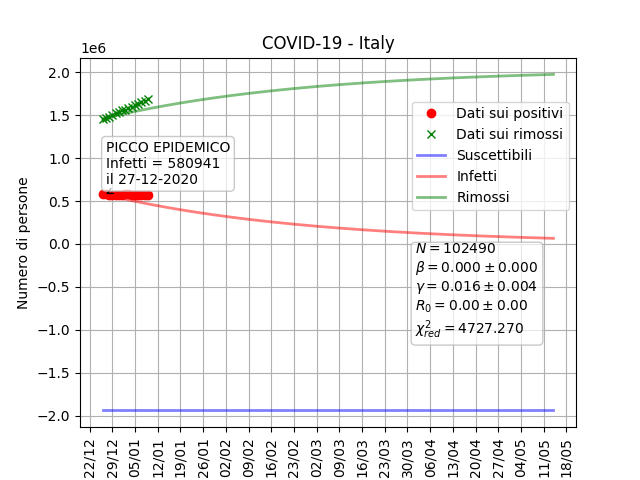 COVID-19 - Italy
1e6
2.0
1.5
1.0
0.5
0.0
−0.5
−1.0
−1.5
−2.0
Numero di persone
PICCO EPIDEMICO
Infetti = 580941
il 27-12-2020
Dati sui positivi
Dati sui rimossi
Suscettibili
Infetti
Rimossi
N = 102490
β = 0.000 ± 0.000
γ = 0.016 ± 0.004
R₀ = 0.00 ± 0.00
χ²_red = 4727.270
22/12
29/12
05/01
12/01
19/01
26/01
02/02
09/02
16/02
23/02
02/03
09/03
16/03
23/03
30/03
06/04
13/04
20/04
27/04
04/05
11/05
18/05